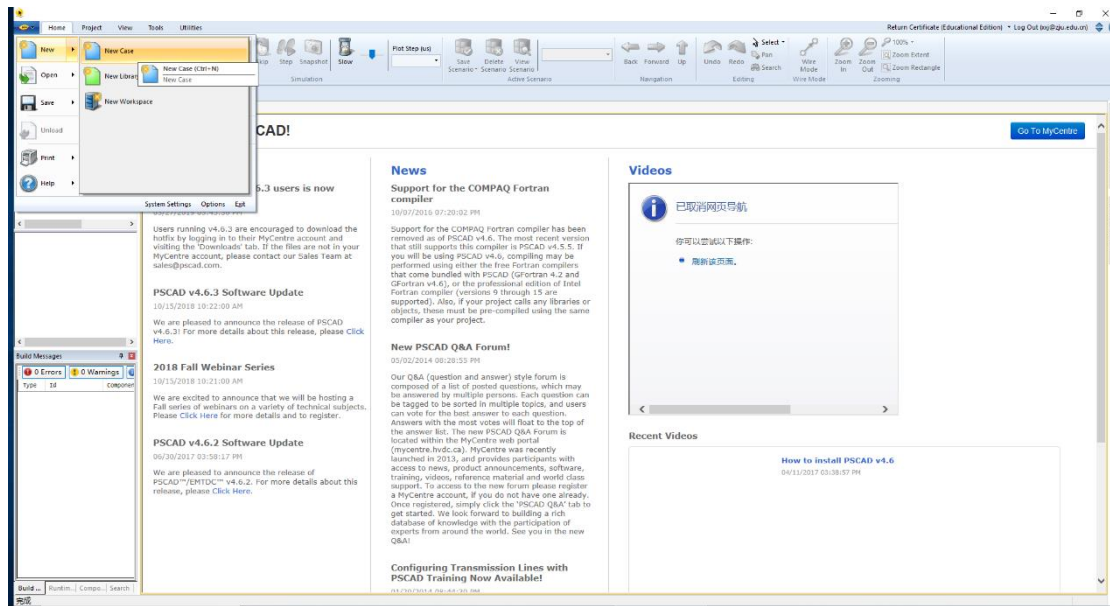 Home Project View Tools Utilities
Return Certificate (Educational Edition) • Log Out
New
New Case
New Case (Ctrl+N)
New Case
Open
New Workspace
Save
Unload
Print
Help
System Settings Options Exit
Skip Step Snapshot Slow
Simulation
Plot Step (us)
Save Scenario Delete Scenario View Scenario
Active Scenario
Back Forward Up
Navigation
Undo Redo
Select
Pan
Search
Editing
Wire Mode
Wire Mode
Zoom In Zoom Out
100%
Zoom Extent
Zoom Rectangle
Zooming
CAD!
Go To MyCentre
6.3 users is now
Users running v4.6.3 are encouraged to download the
hotfix by logging in to their MyCentre account and
visiting the 'Downloads' tab. If the files are not in your
MyCentre account, please contact our Sales Team at
sales@pscad.com.
PSCAD v4.6.3 Software Update
10/15/2018 10:22:00 AM
We are pleased to announce the release of PSCAD
v4.6.3! For more details about this release, please Click
Here.
2018 Fall Webinar Series
10/15/2018 10:21:00 AM
We are excited to announce that we will be hosting a
Fall series of webinars on a variety of technical subjects.
Please Click Here for more details and to register.
PSCAD v4.6.2 Software Update
06/30/2017 03:58:17 PM
We are pleased to announce the release of
PSCAD™/EMTDC™ v4.6.2. For more details about this
release, please Click Here.
News
Support for the COMPAQ Fortran
compiler
10/07/2016 07:20:02 PM
Support for the COMPAQ Fortran compiler has been
removed as of PSCAD v4.6. The most recent version
that still supports this compiler is PSCAD v4.5.5. If
you will be using PSCAD v4.6, compiling may be
performed using either the free Fortran compilers
that come bundled with PSCAD (GFortran 4.2 and
GFortran v4.6), or the professional edition of Intel
Fortran compiler (versions 9 through 15 are
supported). Also, if your project calls any libraries or
objects, these must be pre-compiled using the same
compiler as your project.
New PSCAD Q&A Forum!
05/02/2014 00:28:55 PM
Our Q&A (question and answer) style forum is
composed of a list of posted questions, which may
be answered by multiple persons. Each question can
be tagged to be sorted in multiple topics, and users
can vote for the best answer to each question.
Answers with the most votes will float to the top of
the answer list. The new PSCAD Q&A Forum is
located within the MyCentre web portal
(mycentre.hvdc.ca). MyCentre was recently
launched in 2013, and provides participants with
access to news, product announcements, software,
training, videos, reference material and world class
support. To access to the new forum please register
a MyCentre account, if you do not have one already.
Once registered, simply click the 'PSCAD Q&A' tab to
get started. We look forward to building a rich
database of knowledge with the participation of
experts from around the world. See you in the new
Q&A!
Configuring Transmission Lines with
PSCAD Training Now Available!
Videos
已取消网页导航
你可以尝试以下操作:
刷新该页面。
Recent Videos
How to install PSCAD v4.6
04/11/2017 03:38:57 PM
Build Messages
0 Errors 0 Warnings
Type Id Componen
Build ... Runtim... Compo... Search
完成